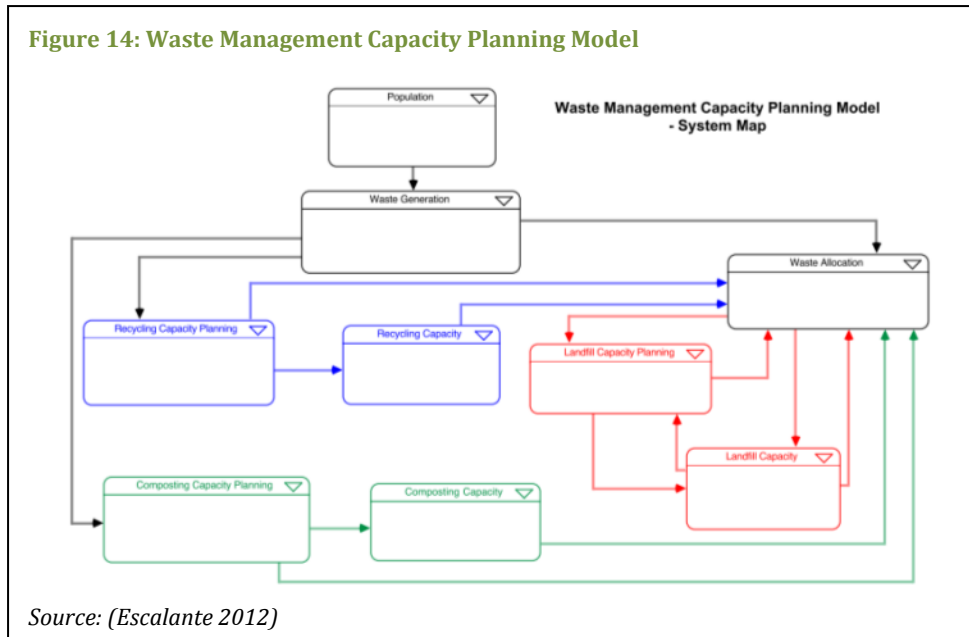 Figure 14: Waste Management Capacity Planning Model
Population
Waste Management Capacity Planning Model
- System Map
Waste Generation
Waste Allocation
Recycling Capacity Planning
Recycling Capacity
Landfill Capacity Planning
Landfill Capacity
Composting Capacity Planning
Composting Capacity
Source: (Escalante 2012)